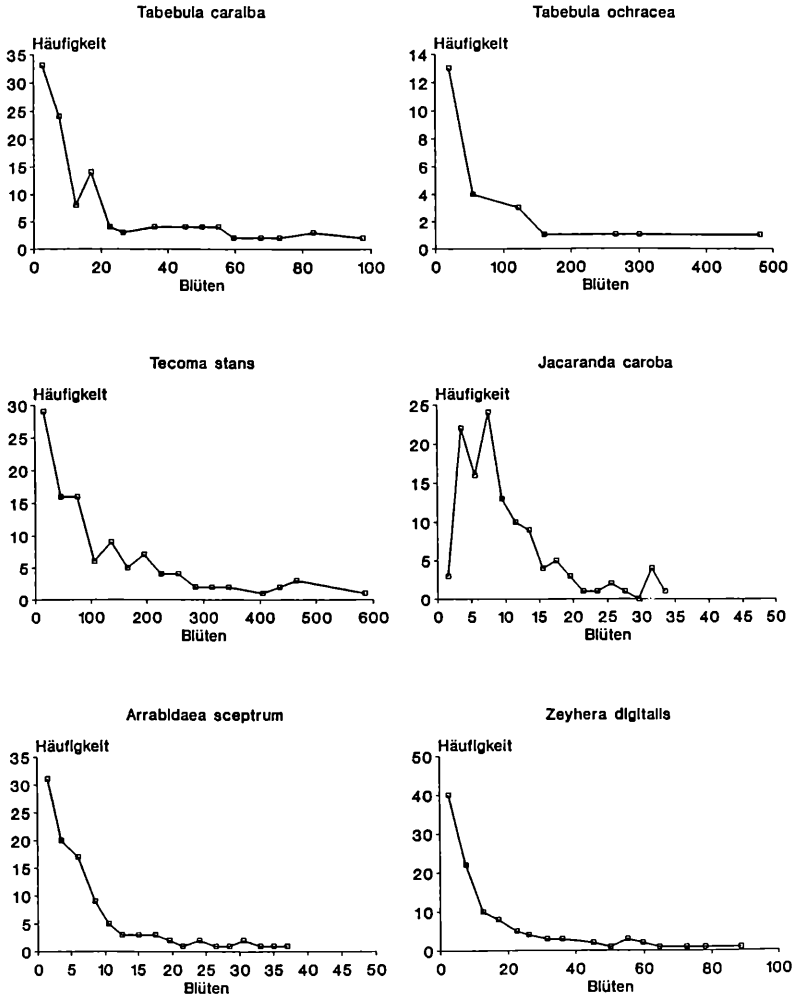 Tabebuia caraiba
Häufigkeit
35
30
25
20
15
10
5
0
0 20 40 60 80 100
Blüten
Tabebuia ochracea
Häufigkeit
14
12
10
8
6
4
2
0
0 100 200 300 400 500
Blüten
Tecoma stans
Häufigkeit
30
25
20
15
10
5
0
0 100 200 300 400 500 600
Blüten
Jacaranda caroba
Häufigkeit
25
20
15
10
5
0
0 5 10 15 20 25 30 35 40 45 50
Blüten
Arrabidaea sceptrum
Häufigkeit
35
30
25
20
15
10
5
0
0 5 10 15 20 25 30 35 40 45 50
Blüten
Zeyhera digitalis
Häufigkeit
50
40
30
20
10
0
0 20 40 60 80 100
Blüten